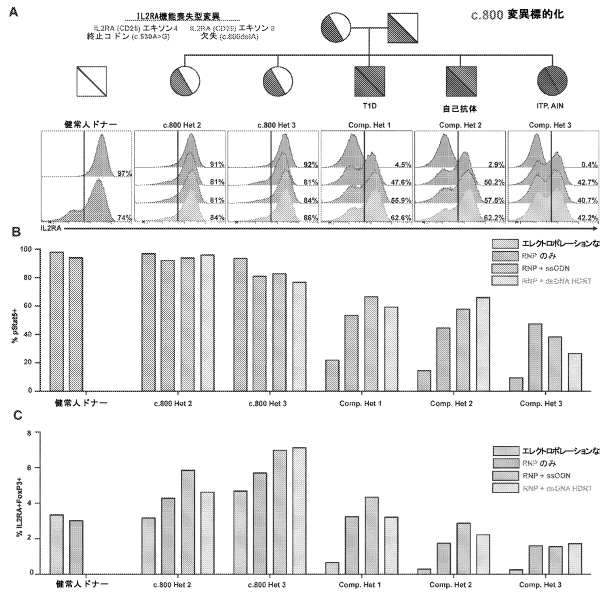 A
IL2RA機能喪失型変異
c.800 変異標的化
IL2RA (CD25) エキソン 4
終止コドン (c.530A>G)
IL2RA (CD25) エキソン 8
欠失 (c.800delA)
T1D
自己抗体
ITP, AIN
健常人ドナー
c.800 Het 2
c.800 Het 3
Comp. Het 1
Comp. Het 2
Comp. Het 3
97%
74%
91%
81%
81%
84%
92%
81%
84%
86%
4.5%
47.6%
55.9%
62.6%
2.9%
50.2%
57.5%
62.2%
0.4%
42.7%
40.7%
42.2%
IL2RA
B
% pStat5+
100
80
60
40
20
0
エレクトロポレーションな
RNP のみ
RNP + ssODN
RNP + dsDNA HDRT
健常人ドナー
c.800 Het 2
c.800 Het 3
Comp. Het 1
Comp. Het 2
Comp. Het 3
C
% IL2RA+FoxP3+
8
6
4
2
0
エレクトロポレーションな
RNP のみ
RNP + ssODN
RNP + dsDNA HDRT
健常人ドナー
c.800 Het 2
c.800 Het 3
Comp. Het 1
Comp. Het 2
Comp. Het 3